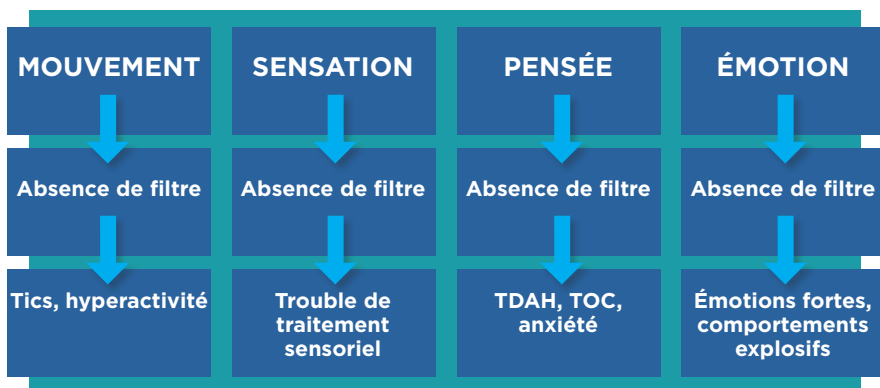 MOUVEMENT
SENSATION
PENSÉE
ÉMOTION
Absence de filtre
Absence de filtre
Absence de filtre
Absence de filtre
Tics, hyperactivité
Trouble de
traitement
sensoriel
TDAH, TOC,
anxiété
Émotions fortes,
comportements
explosifs